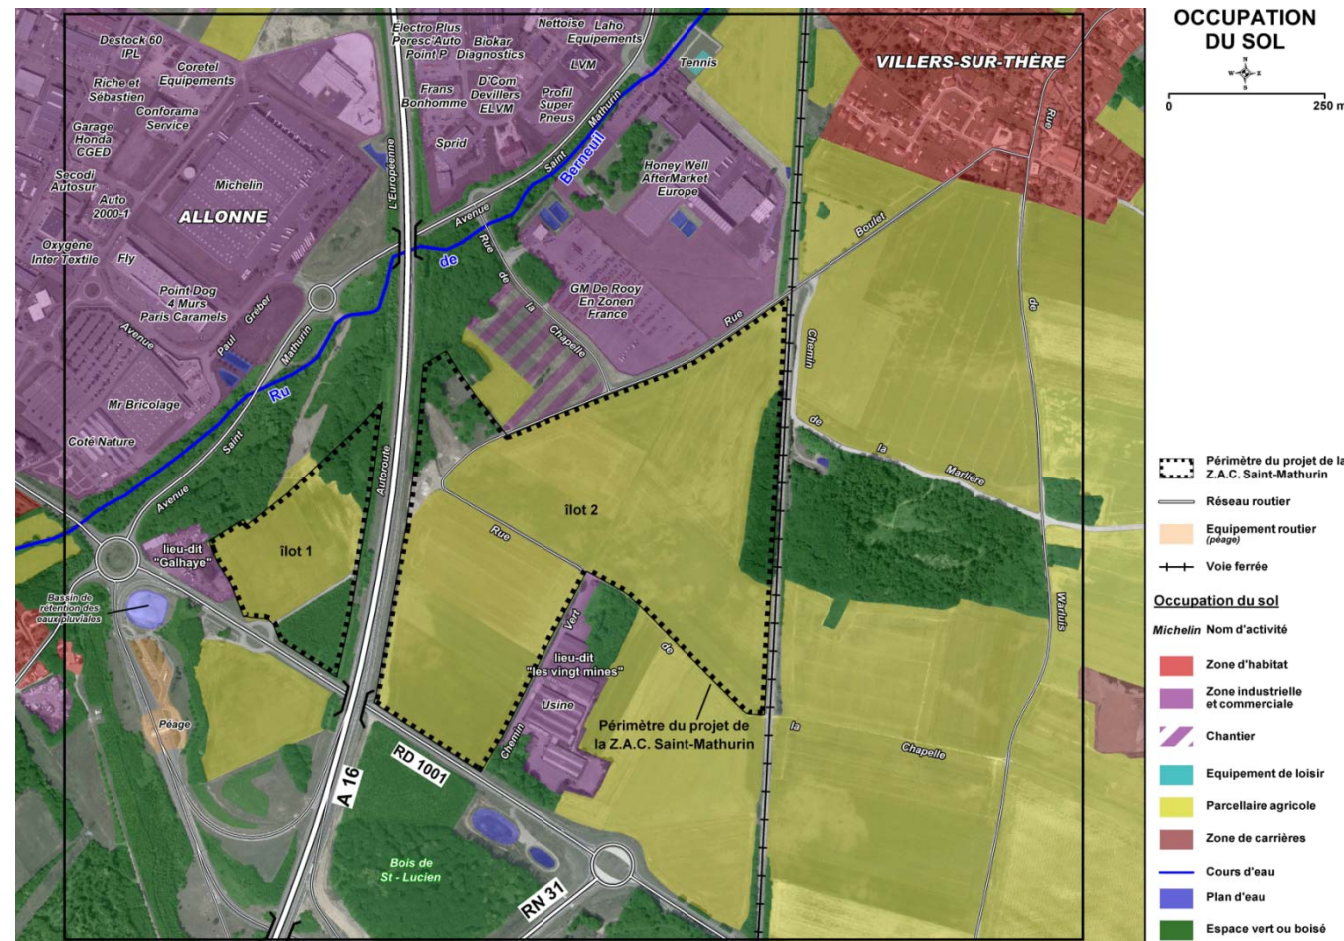 OCCUPATION
DU SOL
N
W
E
S
0
250 m
Destock 60
IPL
Coretel
Equipements
Riche et
Sébastien
Conforama
Service
Garage
Honda
CGED
Secodi
Autosur
Auto
2000-1
Michelin
ALLONNE
Oxygène
Inter Textile
Fly
Point Dog
4 Murs
Paris Caramels
Avenue
Paul
Gréber
Mr Bricolage
Coté Nature
Electro Plus
Peresc'Auto
Point P
Biokar
Diagnostics
Nettoise
Laho
Equipements
LVM
Frans
Bonhomme
D'Com
Devillers
ELVM
Profil
Super
Pneus
Sprid
L'Européenne
Avenue
Saint
Mathurin
Berneuil
de
Ru
Tennis
VILLERS-SUR-THÈRE
Honey Well
AfterMarket
Europe
GM De Rooy
En Zonen
France
Rue
de
la
Chapelle
Rue
Boulet
Rue
de
Warluis
Chemin
de
la
Marlière
Avenue
Saint
Mathurin
Autoroute
îlot 1
îlot 2
lieu-dit
"Galhaye"
Bassin de
rétention des
eaux pluviales
Péage
Rue
de
la
Chapelle
Chemin
Vert
lieu-dit
"les vingt mines"
Usine
Périmètre du projet de
la Z.A.C. Saint-Mathurin
A 16
RD 1001
RN 31
Bois de
St - Lucien
Périmètre du projet de la
Z.A.C. Saint-Mathurin
Réseau routier
Equipement routier
(péage)
Voie ferrée
Occupation du sol
Michelin Nom d'activité
Zone d'habitat
Zone industrielle
et commerciale
Chantier
Equipement de loisir
Parcellaire agricole
Zone de carrières
Cours d'eau
Plan d'eau
Espace vert ou boisé